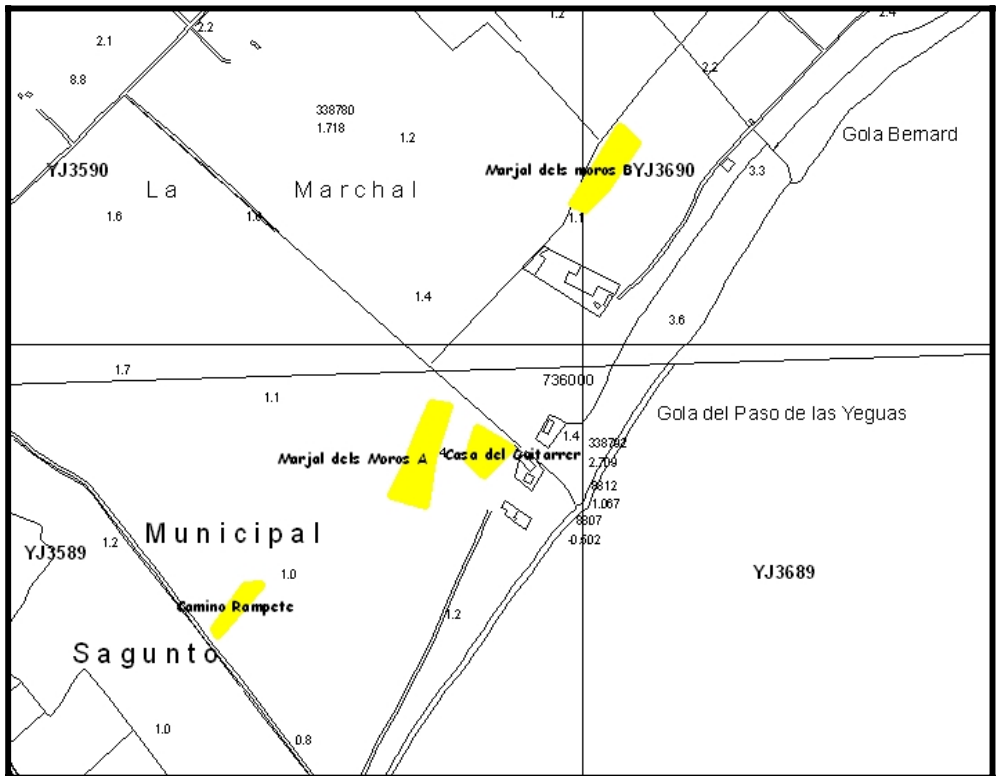 1.2
2.4
2.2
2.1
2.2
8.8
338780
1.718
1.2
Gola Bernard
YJ3590
Marjal dels moros B
YJ3690
3.3
La Marchal
1.6
1.8
1.1
1.4
3.6
1.7
736000
1.1
Gola del Paso de las Yeguas
1.4
338792
Marjal dels Moros A
Casa del Guitarrer
2.709
8812
1.067
8807
-0.502
Municipal
1.2
YJ3589
YJ3689
1.0
Camino Rampete
1.2
Sagunto
1.0
0.8